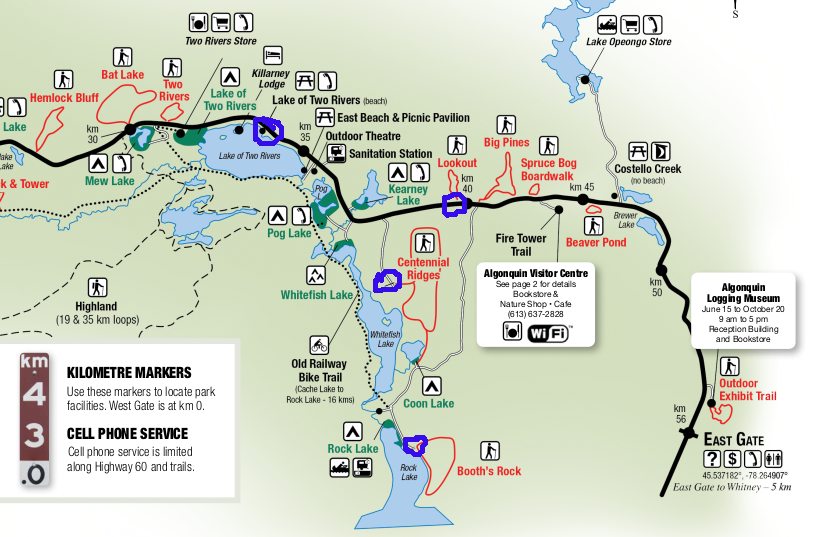 S
Two Rivers Store
Lake Opeongo Store
Bat Lake
Killarney
Lodge
Two
Rivers
Lake of
Two Rivers
Hemlock Bluff
Lake of Two Rivers (beach)
East Beach & Picnic Pavilion
Lake
km
30
km
35
Outdoor Theatre
Sanitation Station
Lake of Two Rivers
Big Pines
Lookout
Spruce Bog
Boardwalk
Costello Creek
(no beach)
Lake
k & Tower
Mew Lake
Pog
L
Kearney
Lake
km
40
km 45
Brewer
Lake
Pog Lake
Fire Tower
Trail
Beaver Pond
Centennial
Ridges
Whitefish Lake
Algonquin Visitor Centre
See page 2 for details
Bookstore &
Nature Shop • Cafe
(613) 637-2828
WiFi™
km
50
Algonquin
Logging Museum
June 15 to October 20
9 am to 5 pm
Reception Building
and Bookstore
Highland
(19 & 35 km loops)
Whitefish
Lake
Old Railway
Bike Trail
(Cache Lake to
Rock Lake - 16 kms)
Coon Lake
Outdoor
Exhibit Trail
km
56
EAST GATE
? $
45.537182°, -78.264907°
East Gate to Whitney – 5 km
Rock Lake
Rock
Lake
Booth's Rock
km
4
3
.0
KILOMETRE MARKERS
Use these markers to locate park
facilities. West Gate is at km 0.
CELL PHONE SERVICE
Cell phone service is limited
along Highway 60 and trails.